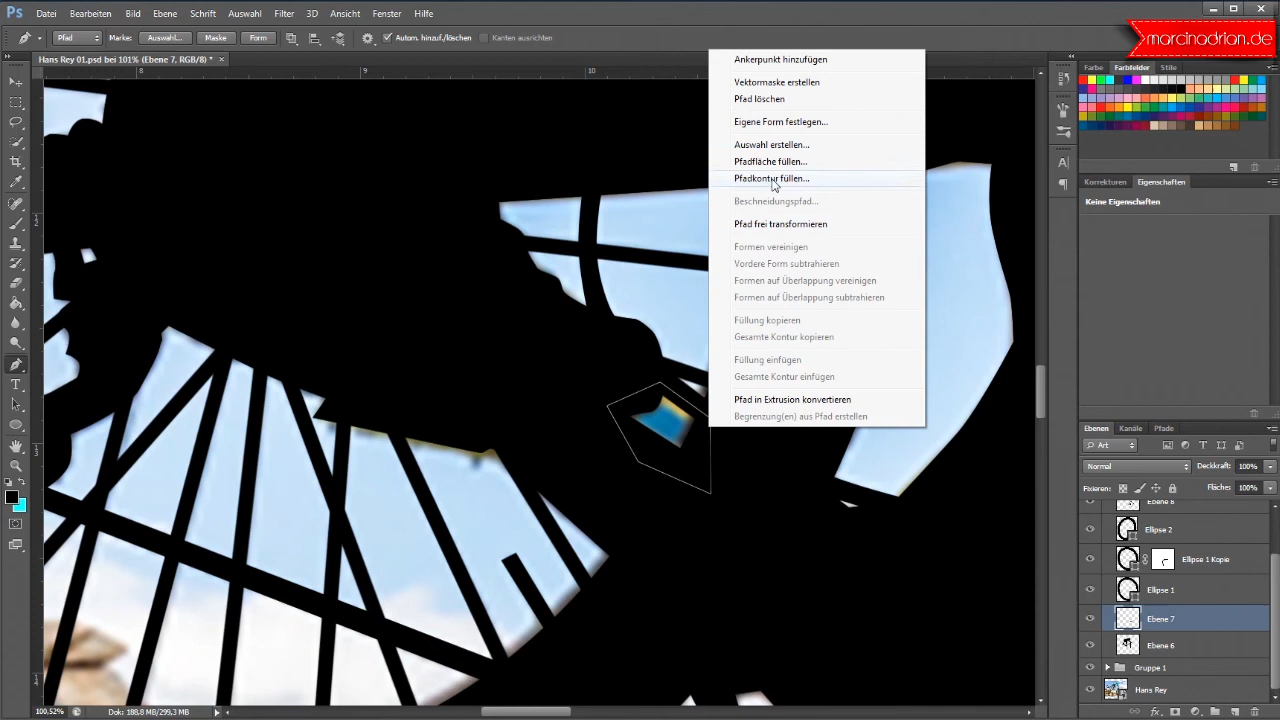 Ps Datei Bearbeiten Bild Ebene Schrift Auswahl Filter 3D Ansicht Fenster Hilfe
marcinadrian.de
Pfad Marke: Auswahl... Maske Form Autom. hinzuf./löschen Kanten ausrichten
Hans Rey 01.psd bei 101% (Ebene 7, RGB/8) * ×
Farbe Farbfelder Stile
8 9 10
Ankerpunkt hinzufügen
Vektormaske erstellen
Pfad löschen
Eigene Form festlegen...
Auswahl erstellen...
Pfadfläche füllen...
Pfadkontur füllen...
Beschneidungspfad...
Pfad frei transformieren
Formen vereinigen
Vordere Form subtrahieren
Formen auf Überlappung vereinigen
Formen auf Überlappung subtrahieren
Füllung kopieren
Gesamte Kontur kopieren
Füllung einfügen
Gesamte Kontur einfügen
Pfad in Extrusion konvertieren
Begrenzung(en) aus Pfad erstellen
Korrekturen Eigenschaften
Keine Eigenschaften
Ebenen Kanäle Pfade
Art
Normal Deckkraft: 100%
Fixieren: Fläche: 100%
Ebene 8
Ellipse 2
Ellipse 1 Kopie
Ellipse 1
Ebene 7
Ebene 6
Gruppe 1
Hans Rey
100,52% Dok: 188,8 MB/299,3 MB